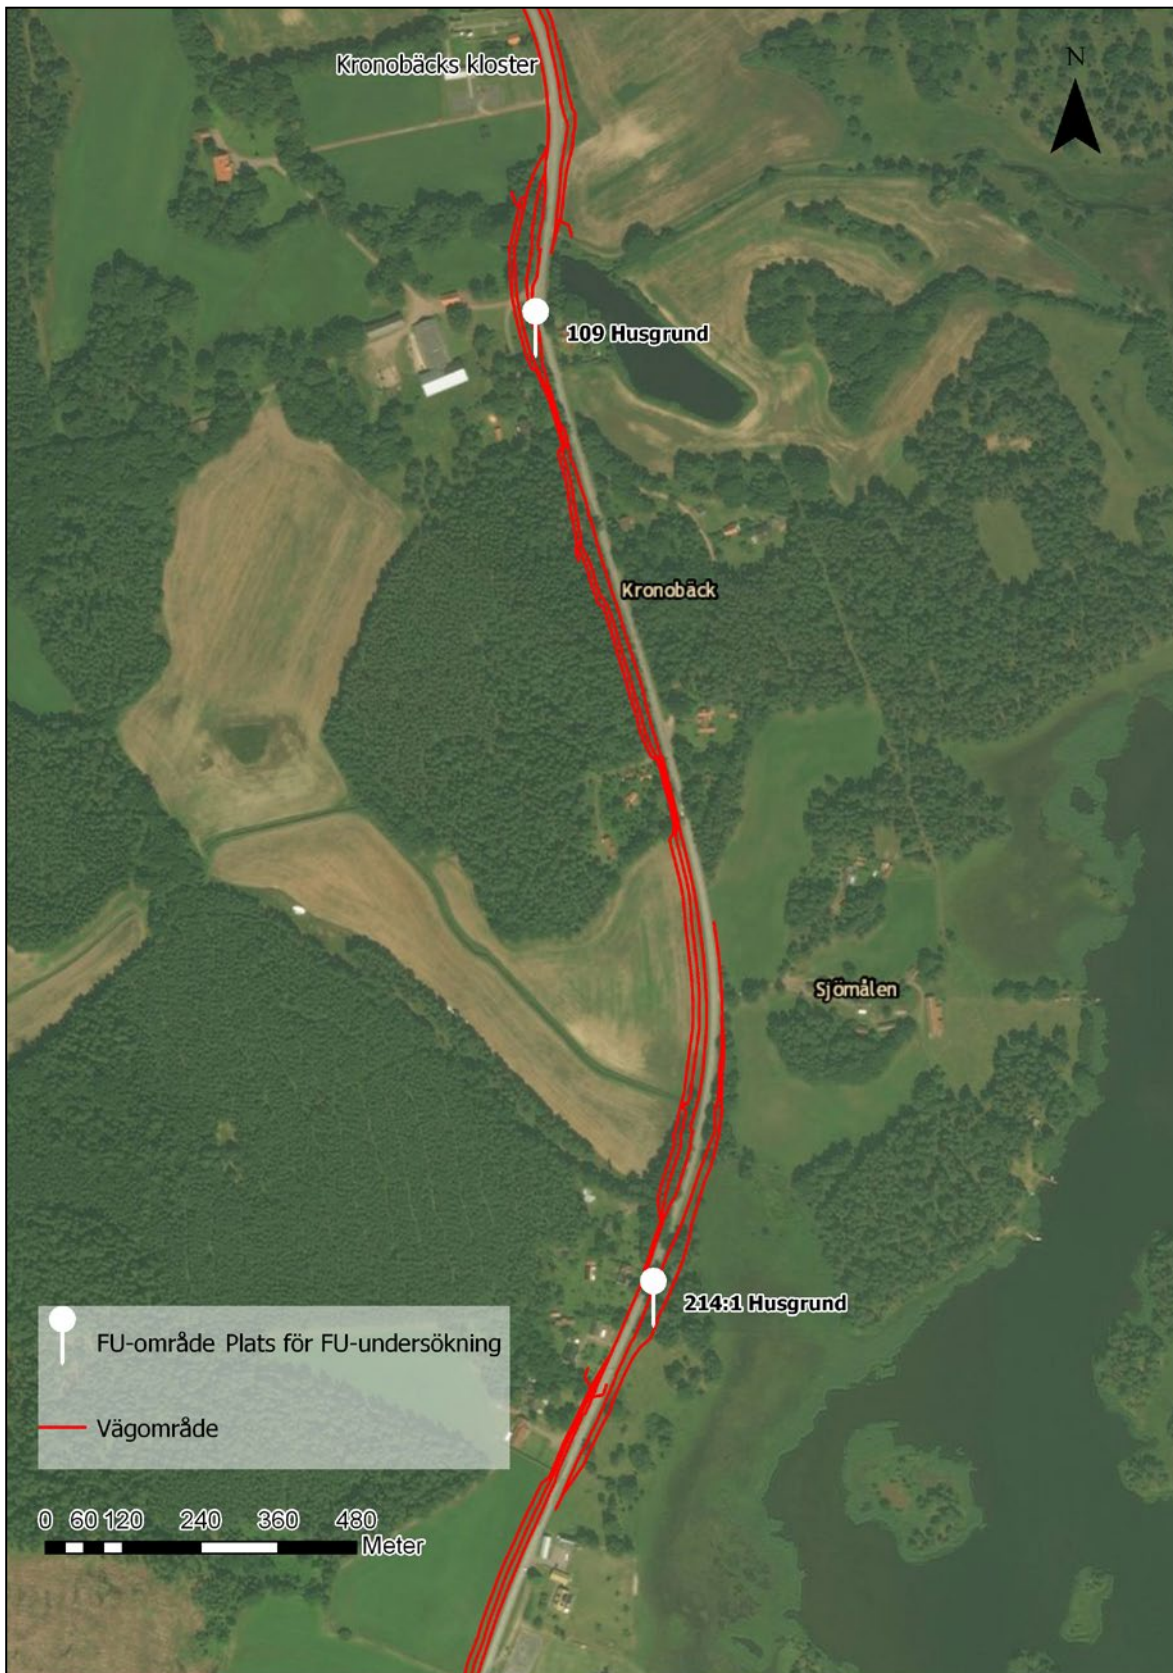 Kronobäcks kloster
N
109 Husgrund
Kronobäck
Sjömålen
214:1 Husgrund
FU-område Plats för FU-undersökning
Vägområde
0 60 120 240 360 480
Meter